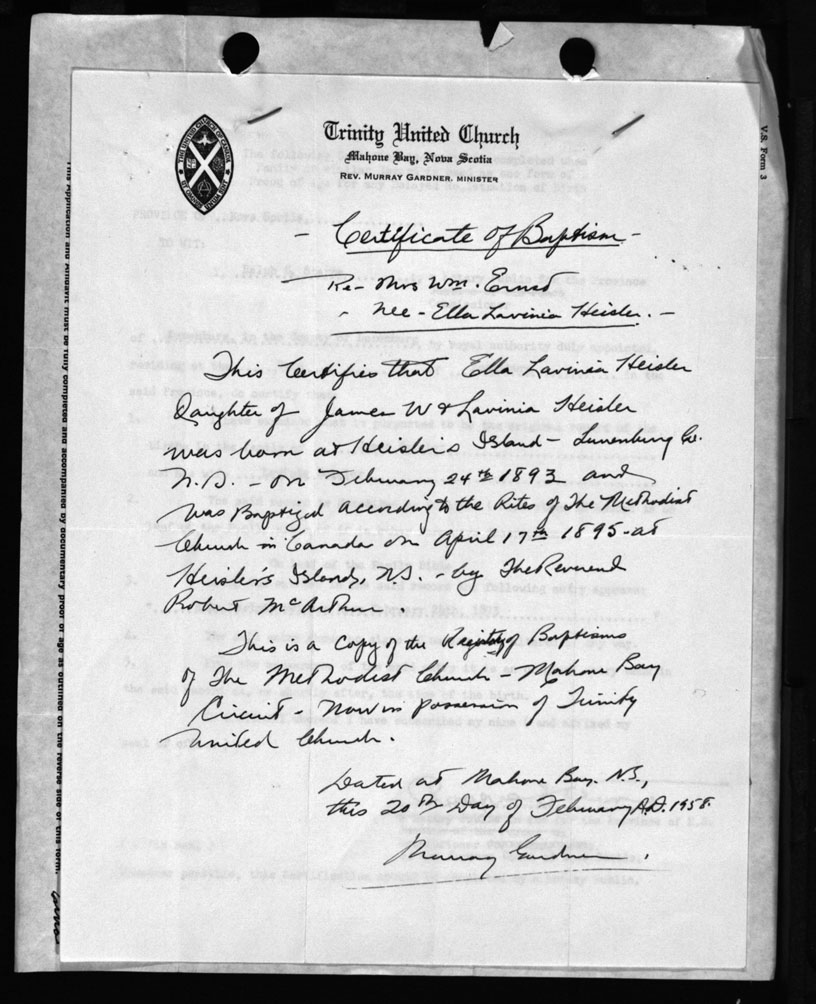 Trinity United Church
Mahone Bay, Nova Scotia
REV. MURRAY GARDNER, MINISTER
V.S. Form 3
- Certificate of Baptism -
Re - Mrs Wm. Ernst
- Nee - Ella Lavinia Heisler. -
This Certifies that Ella Lavinia Heisler
Daughter of James W & Lavinia Heisler
was born at Heisler's Island - Lunenburg Co.
N.S. - on February 24th 1893 and
was Baptized according to the Rites of The Methodist
Church in Canada on April 17th 1895 - at
Heisler's Island, N.S. - by The Reverend
Robert McArthur.
This is a Copy of the Registry of Baptisms
of The Methodist Church - Mahone Bay
Circuit - Now in possession of Trinity
United Church.
Dated at Mahone Bay. N.S.,
this 20th Day of February A.D. 1958.
Murray Gardner.
This Application and Affidavit must be fully completed and accompanied by documentary proof of age as outlined on the reverse side of this form.